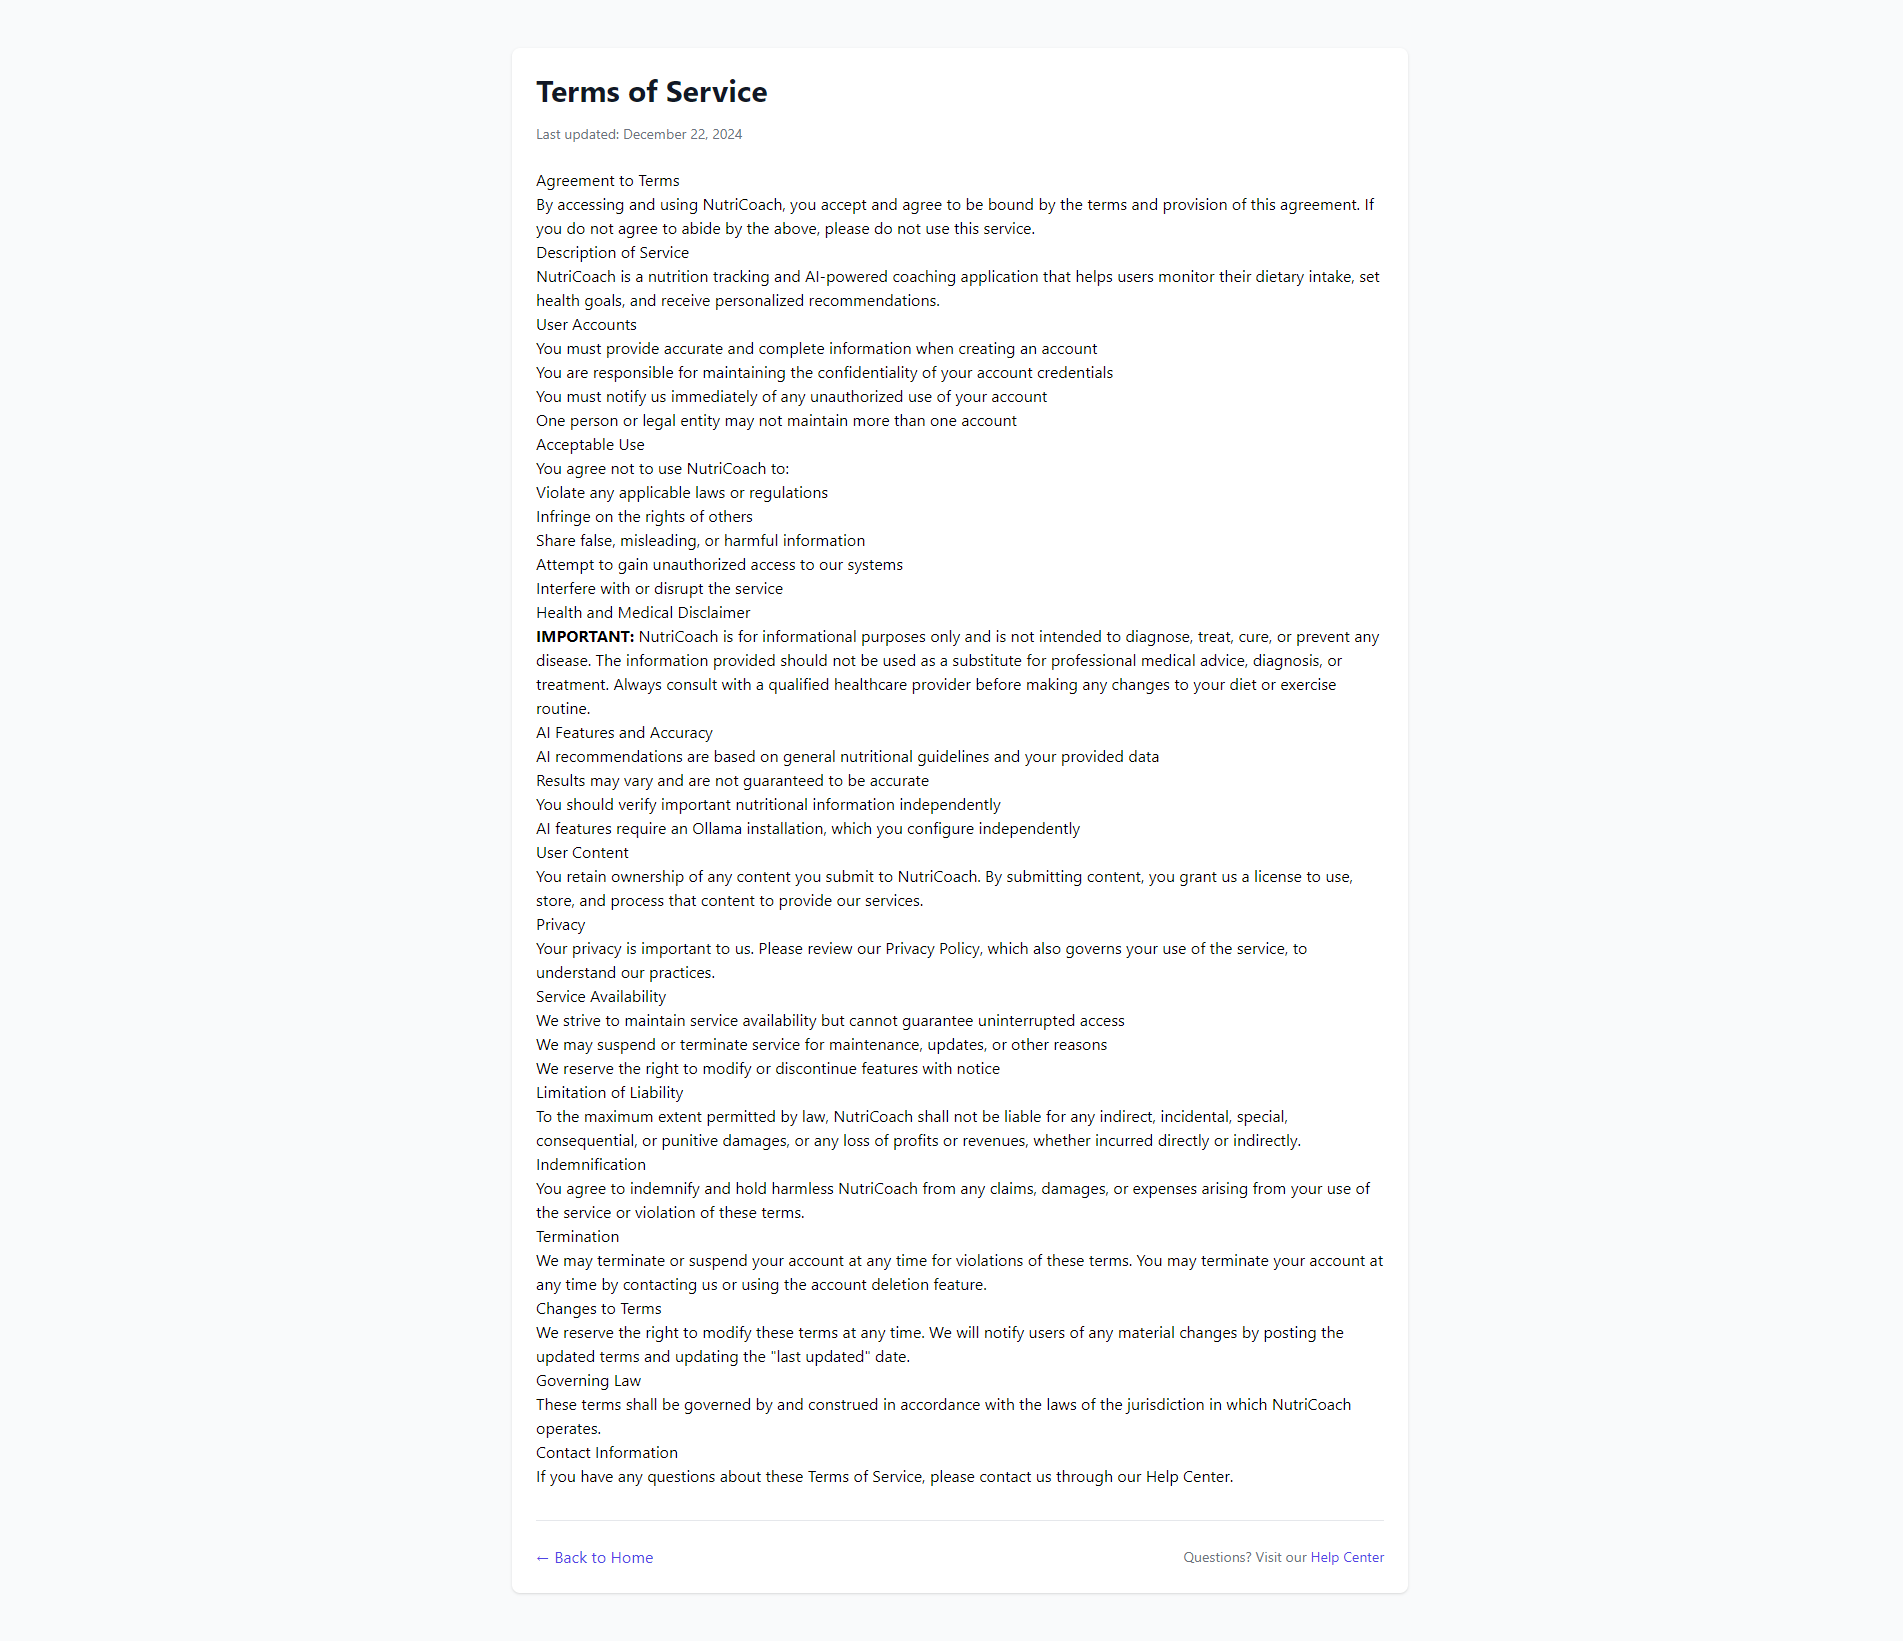 Terms of Service
Last updated: December 22, 2024
Agreement to Terms
By accessing and using NutriCoach, you accept and agree to be bound by the terms and provision of this agreement. If
you do not agree to abide by the above, please do not use this service.
Description of Service
NutriCoach is a nutrition tracking and AI-powered coaching application that helps users monitor their dietary intake, set
health goals, and receive personalized recommendations.
User Accounts
You must provide accurate and complete information when creating an account
You are responsible for maintaining the confidentiality of your account credentials
You must notify us immediately of any unauthorized use of your account
One person or legal entity may not maintain more than one account
Acceptable Use
You agree not to use NutriCoach to:
Violate any applicable laws or regulations
Infringe on the rights of others
Share false, misleading, or harmful information
Attempt to gain unauthorized access to our systems
Interfere with or disrupt the service
Health and Medical Disclaimer
IMPORTANT: NutriCoach is for informational purposes only and is not intended to diagnose, treat, cure, or prevent any
disease. The information provided should not be used as a substitute for professional medical advice, diagnosis, or
treatment. Always consult with a qualified healthcare provider before making any changes to your diet or exercise
routine.
AI Features and Accuracy
AI recommendations are based on general nutritional guidelines and your provided data
Results may vary and are not guaranteed to be accurate
You should verify important nutritional information independently
AI features require an Ollama installation, which you configure independently
User Content
You retain ownership of any content you submit to NutriCoach. By submitting content, you grant us a license to use,
store, and process that content to provide our services.
Privacy
Your privacy is important to us. Please review our Privacy Policy, which also governs your use of the service, to
understand our practices.
Service Availability
We strive to maintain service availability but cannot guarantee uninterrupted access
We may suspend or terminate service for maintenance, updates, or other reasons
We reserve the right to modify or discontinue features with notice
Limitation of Liability
To the maximum extent permitted by law, NutriCoach shall not be liable for any indirect, incidental, special,
consequential, or punitive damages, or any loss of profits or revenues, whether incurred directly or indirectly.
Indemnification
You agree to indemnify and hold harmless NutriCoach from any claims, damages, or expenses arising from your use of
the service or violation of these terms.
Termination
We may terminate or suspend your account at any time for violations of these terms. You may terminate your account at
any time by contacting us or using the account deletion feature.
Changes to Terms
We reserve the right to modify these terms at any time. We will notify users of any material changes by posting the
updated terms and updating the "last updated" date.
Governing Law
These terms shall be governed by and construed in accordance with the laws of the jurisdiction in which NutriCoach
operates.
Contact Information
If you have any questions about these Terms of Service, please contact us through our Help Center.
← Back to Home
Questions? Visit our Help Center